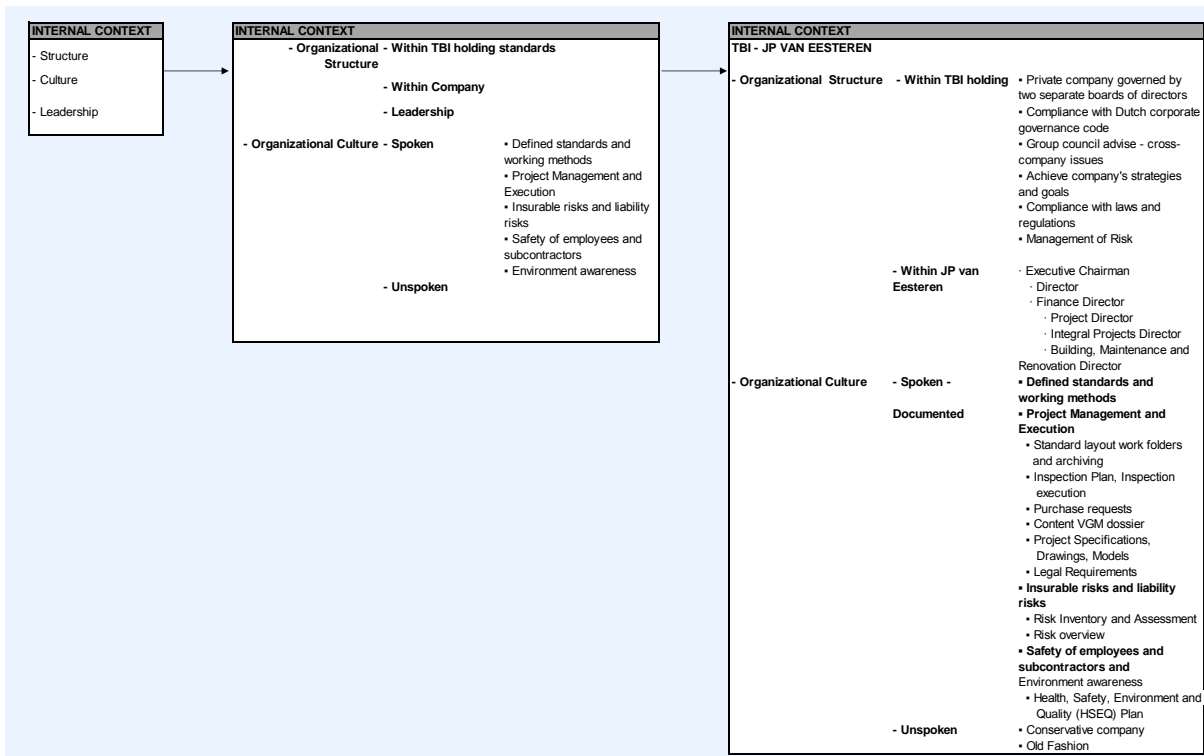 INTERNAL CONTEXT
- Structure
- Culture
- Leadership
INTERNAL CONTEXT
- Organizational - Within TBI holding standards
Structure
- Within Company
- Leadership
- Organizational Culture - Spoken ▪ Defined standards and
working methods
▪ Project Management and
Execution
▪ Insurable risks and liability
risks
▪ Safety of employees and
subcontractors
▪ Environment awareness
- Unspoken
INTERNAL CONTEXT
TBI - JP VAN EESTEREN
- Organizational Structure - Within TBI holding ▪ Private company governed by
two separate boards of directors
▪ Compliance with Dutch corporate
governance code
▪ Group council advise - cross-
company issues
▪ Achieve company's strategies
and goals
▪ Compliance with laws and
regulations
▪ Management of Risk
- Within JP van · Executive Chairman
Eesteren · Director
· Finance Director
· Project Director
· Integral Projects Director
· Building, Maintenance and
Renovation Director
- Organizational Culture - Spoken - ▪ Defined standards and
working methods
Documented ▪ Project Management and
Execution
▪ Standard layout work folders
and archiving
▪ Inspection Plan, Inspection
execution
▪ Purchase requests
▪ Content VGM dossier
▪ Project Specifications,
Drawings, Models
▪ Legal Requirements
▪ Insurable risks and liability
risks
▪ Risk Inventory and Assessment
▪ Risk overview
▪ Safety of employees and
subcontractors and
Environment awareness
▪ Health, Safety, Environment and
Quality (HSEQ) Plan
- Unspoken ▪ Conservative company
▪ Old Fashion